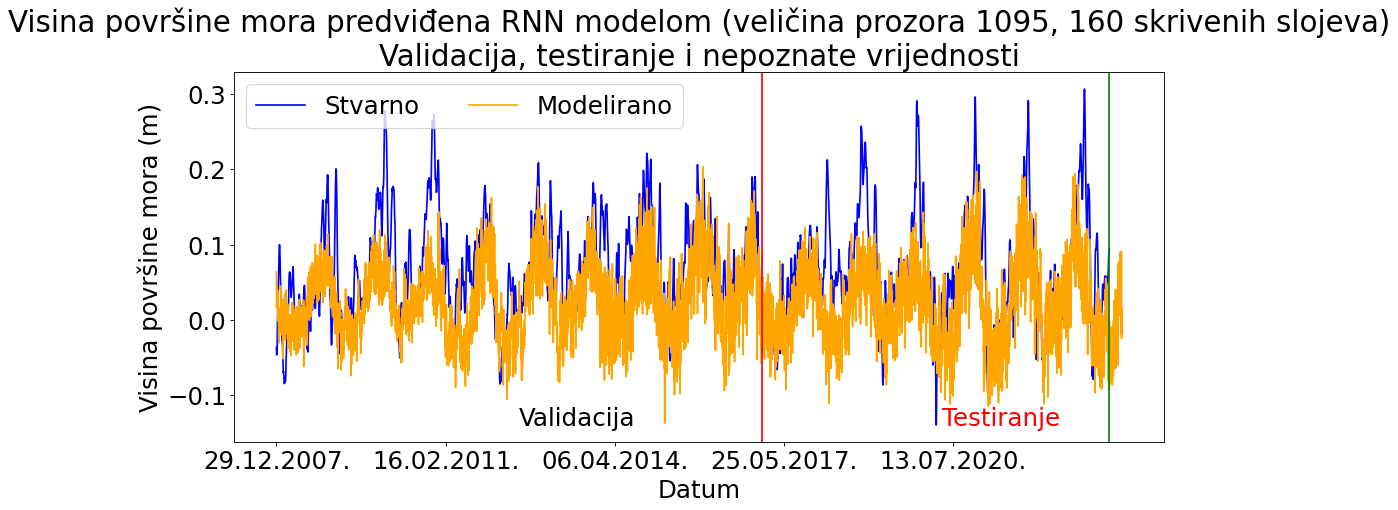 Visina površine mora predviđena RNN modelom (veličina prozora 1095, 160 skrivenih slojeva)
Validacija, testiranje i nepoznate vrijednosti
Stvarno Modelirano
Visina površine mora (m)
0.3
0.2
0.1
0.0
−0.1
Validacija Testiranje
29.12.2007. 16.02.2011. 06.04.2014. 25.05.2017. 13.07.2020.
Datum